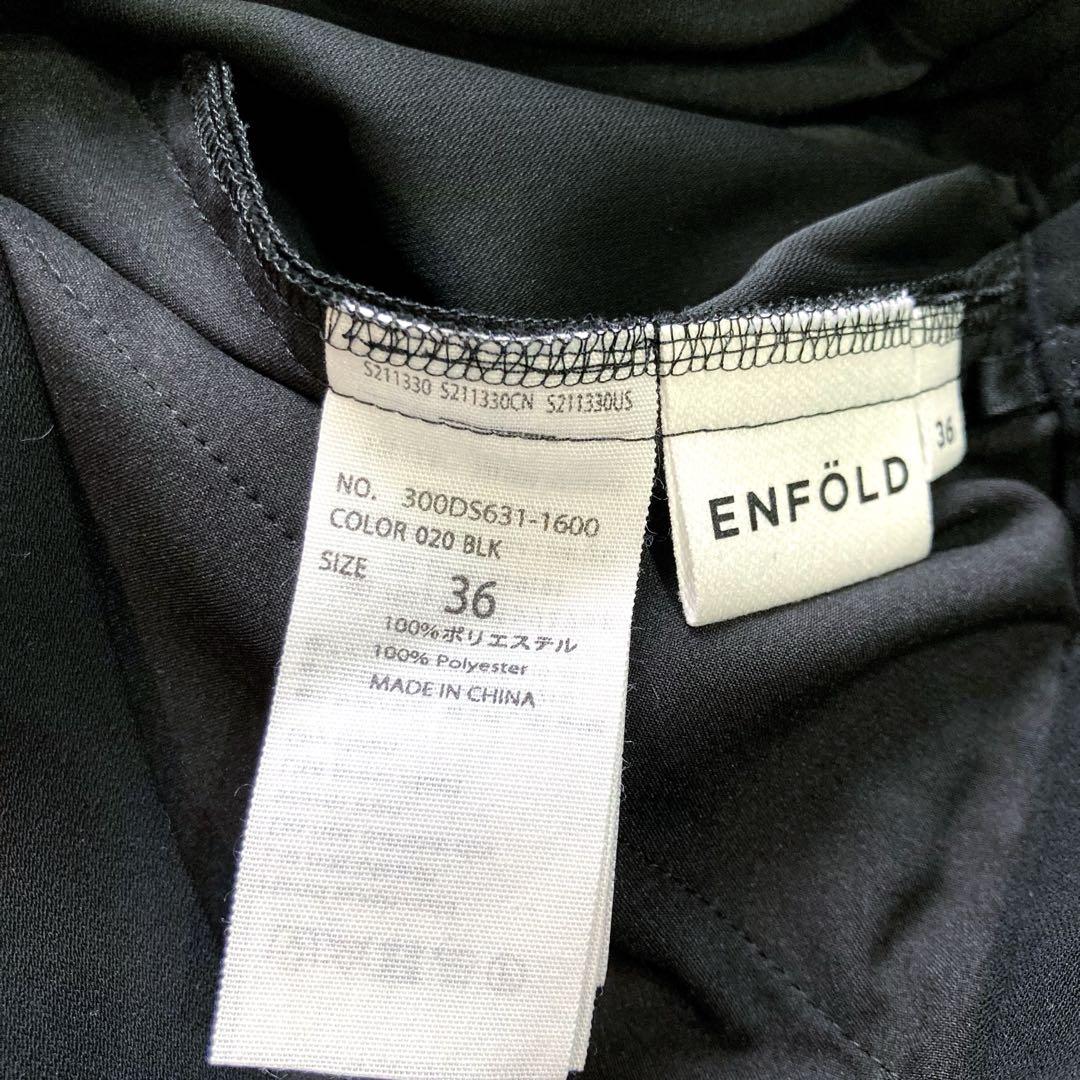 S211330 S211330CN S211330US
NO. 300DS631-1600
COLOR 020 BLK
SIZE 36
100%ポリエステル
100% Polyester
MADE IN CHINA
ENFÖLD
36